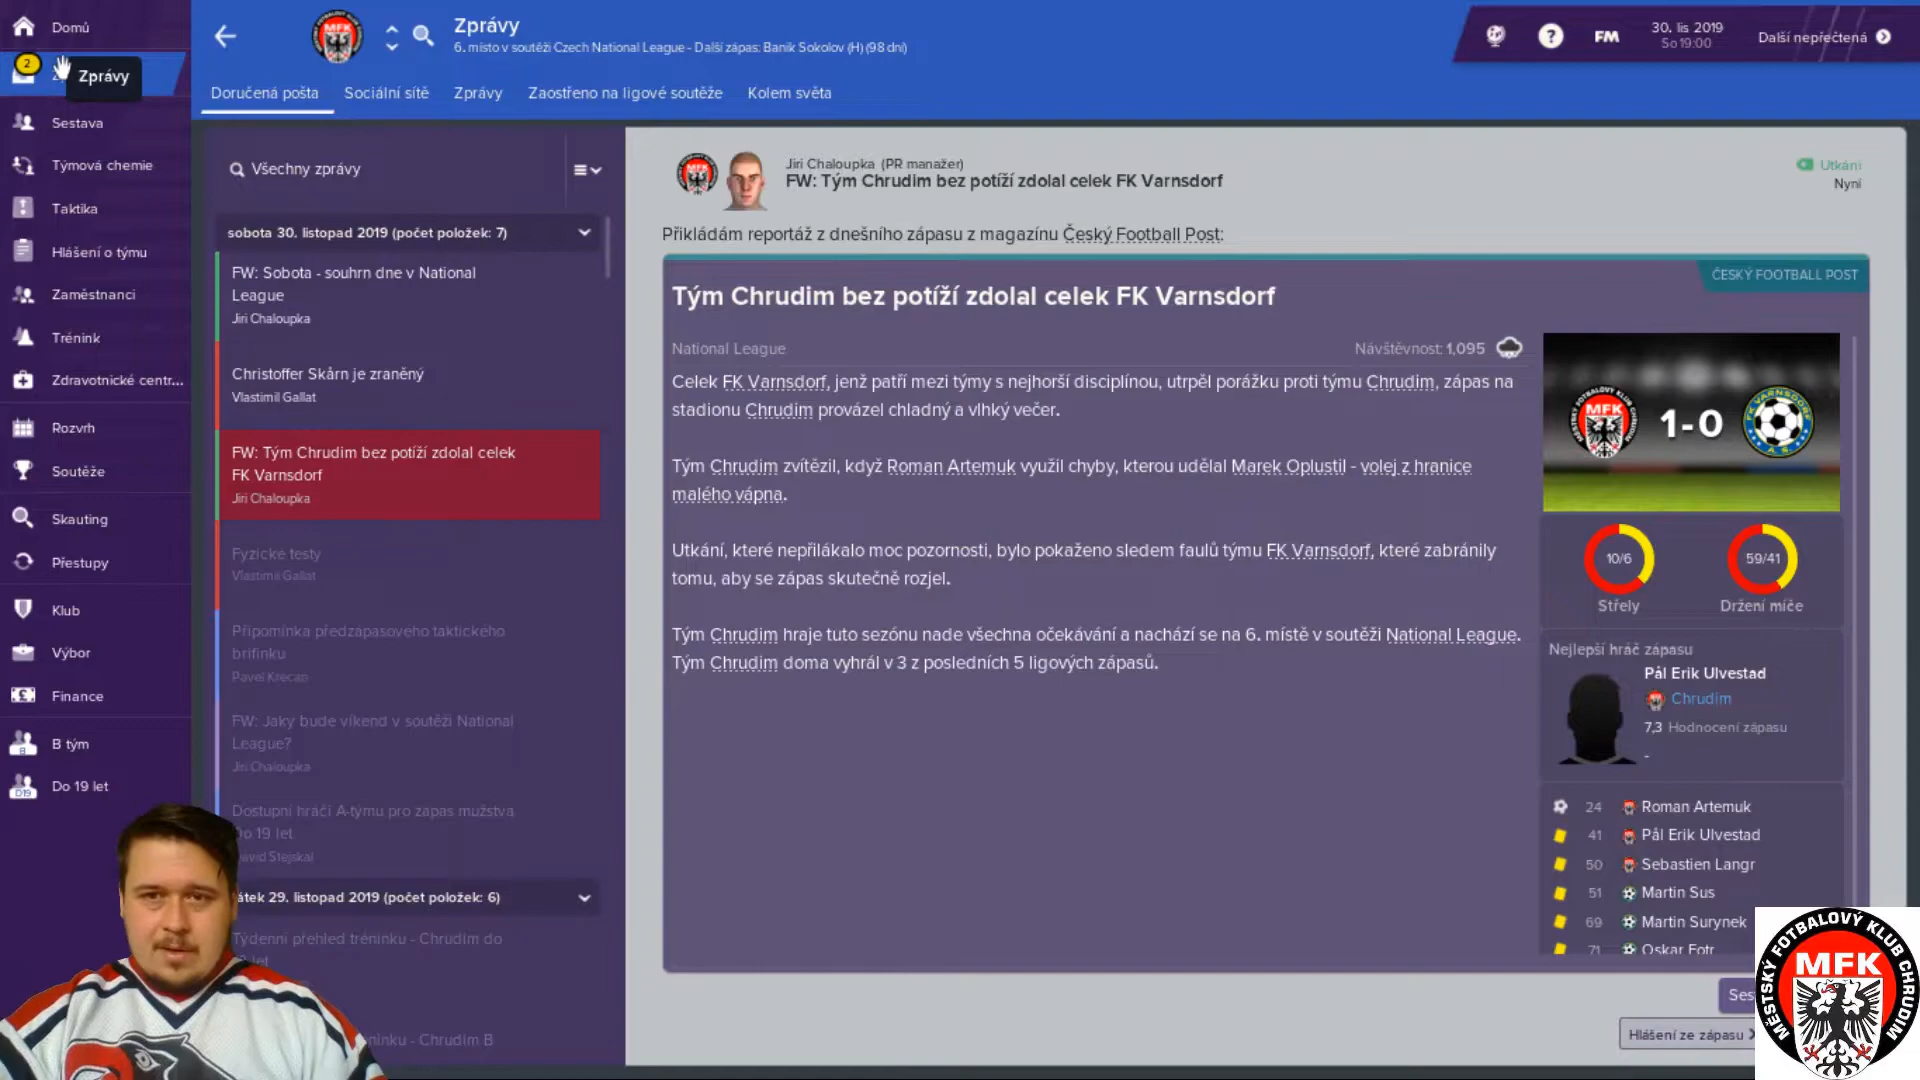 Domů
2
Zprávy
Sestava
Týmová chemie
Taktika
Hlášení o týmu
Zaměstnanci
Trénink
Zdravotnické centr...
Rozvrh
Soutěže
Skauting
Přestupy
Klub
Výbor
Finance
B tým
Do 19 let
Zprávy
6. místo v soutěži Czech National League - Další zápas: Banik Sokolov (H) (98 dní)
FM
30. lis 2019
So 19:00
Další nepřečtená
Doručená pošta
Sociální sítě
Zprávy
Zaostřeno na ligové soutěže
Kolem světa
Všechny zprávy
sobota 30. listopad 2019 (počet položek: 7)
FW: Sobota - souhrn dne v National
League
Jiri Chaloupka
Christoffer Skårn je zraněný
Vlastimil Gallat
FW: Tým Chrudim bez potíží zdolal celek
FK Varnsdorf
Jiri Chaloupka
Fyzické testy
Vlastimil Gallat
Připomínka předzápasového taktického
brífinku
Pavel Krecan
FW: Jaký bude víkend v soutěži National
League?
Jiri Chaloupka
Dostupní hráči A-týmu pro zápas mužstva
Do 19 let
David Stejskal
átek 29. listopad 2019 (počet položek: 6)
Týdenní přehled tréninku - Chrudim do
let
ninku - Chrudim B
Jiri Chaloupka (PR manažer)
FW: Tým Chrudim bez potíží zdolal celek FK Varnsdorf
Utkání
Nyní
Přikládám reportáž z dnešního zápasu z magazínu Český Football Post:
ČESKÝ FOOTBALL POST
Tým Chrudim bez potíží zdolal celek FK Varnsdorf
National League
Návštěvnost: 1,095
Celek FK Varnsdorf, jenž patří mezi týmy s nejhorší disciplínou, utrpěl porážku proti týmu Chrudim, zápas na
stadionu Chrudim provázel chladný a vlhký večer.
Tým Chrudim zvítězil, když Roman Artemuk využil chyby, kterou udělal Marek Oplustil - volej z hranice
malého vápna.
Utkání, které nepřilákalo moc pozornosti, bylo pokaženo sledem faulů týmu FK Varnsdorf, které zabránily
tomu, aby se zápas skutečně rozjel.
Tým Chrudim hraje tuto sezónu nade všechna očekávání a nachází se na 6. místě v soutěži National League.
Tým Chrudim doma vyhrál v 3 z posledních 5 ligových zápasů.
MFK
1-0
FK VARNSDORF
10/6
Střely
59/41
Držení míče
Nejlepší hráč zápasu
Pål Erik Ulvestad
Chrudim
7,3 Hodnocení zápasu
-
24 Roman Artemuk
41 Pål Erik Ulvestad
50 Sebastien Langr
51 Martin Sus
69 Martin Surynek
71 Oskar Fotr
Ses
Hlášení ze zápasu
MĚSTSKÝ FOTBALOVÝ KLUB CHRUDIM
MFK